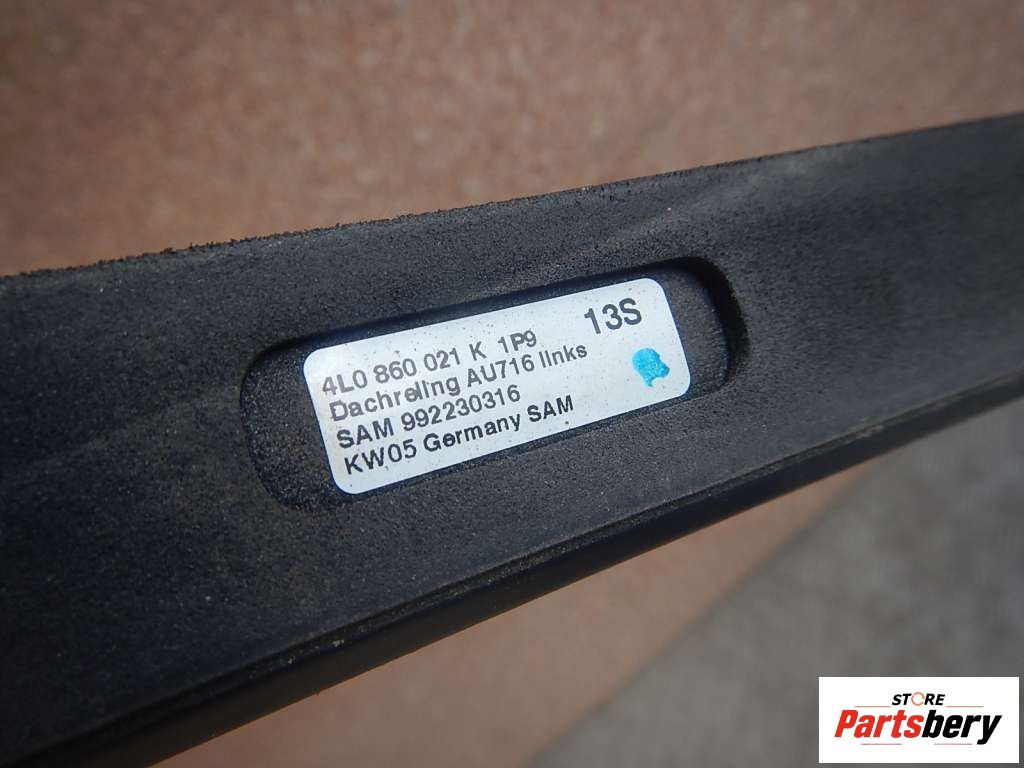 4L0 860 021 K 1P9 13S
Dachreling AU716 links
SAM 992230316
KW05 Germany SAM
STORE
Partsbery